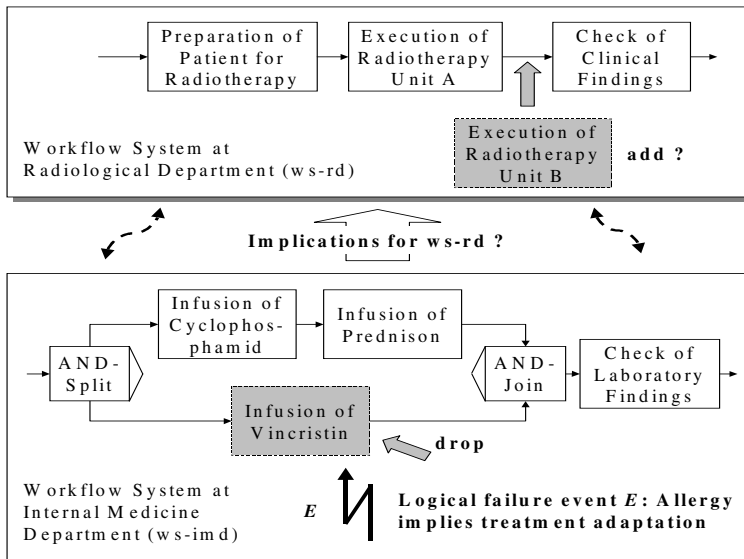 Preparation of
Patient for
Radiotherapy
Execution of
Radiotherapy
Unit A
Check of
Clinical
Findings
Workflow System at
Radiological Department (ws-rd)
Execution of
Radiotherapy
Unit B
add ?
Implications for ws-rd ?
Infusion of
Cyclophos-
phamid
Infusion of
Prednison
AND-
Split
AND-
Join
Check of
Laboratory
Findings
Infusion of
Vincristin
drop
Workflow System at
Internal Medicine
Department (ws-imd)
E
Logical failure event E: Allergy
implies treatment adaptation